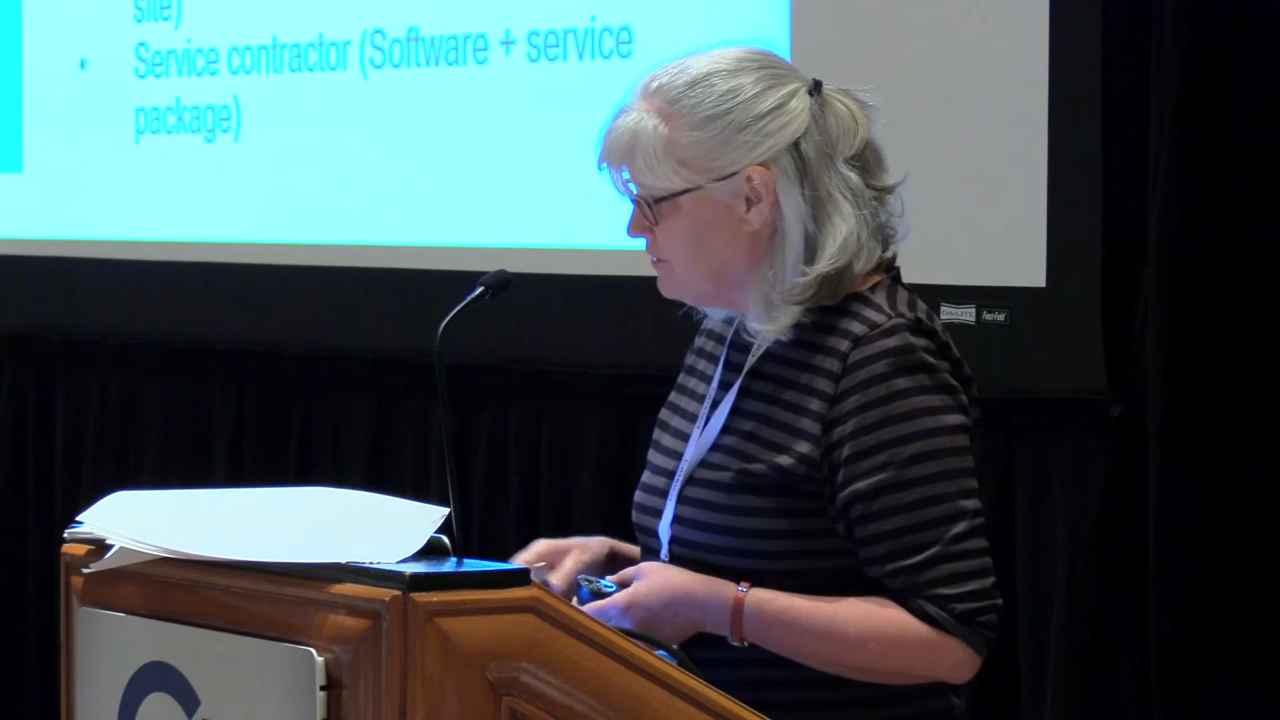 site)
• Service contractor (Software + service
package)
DA-LITE
Fast-Fold